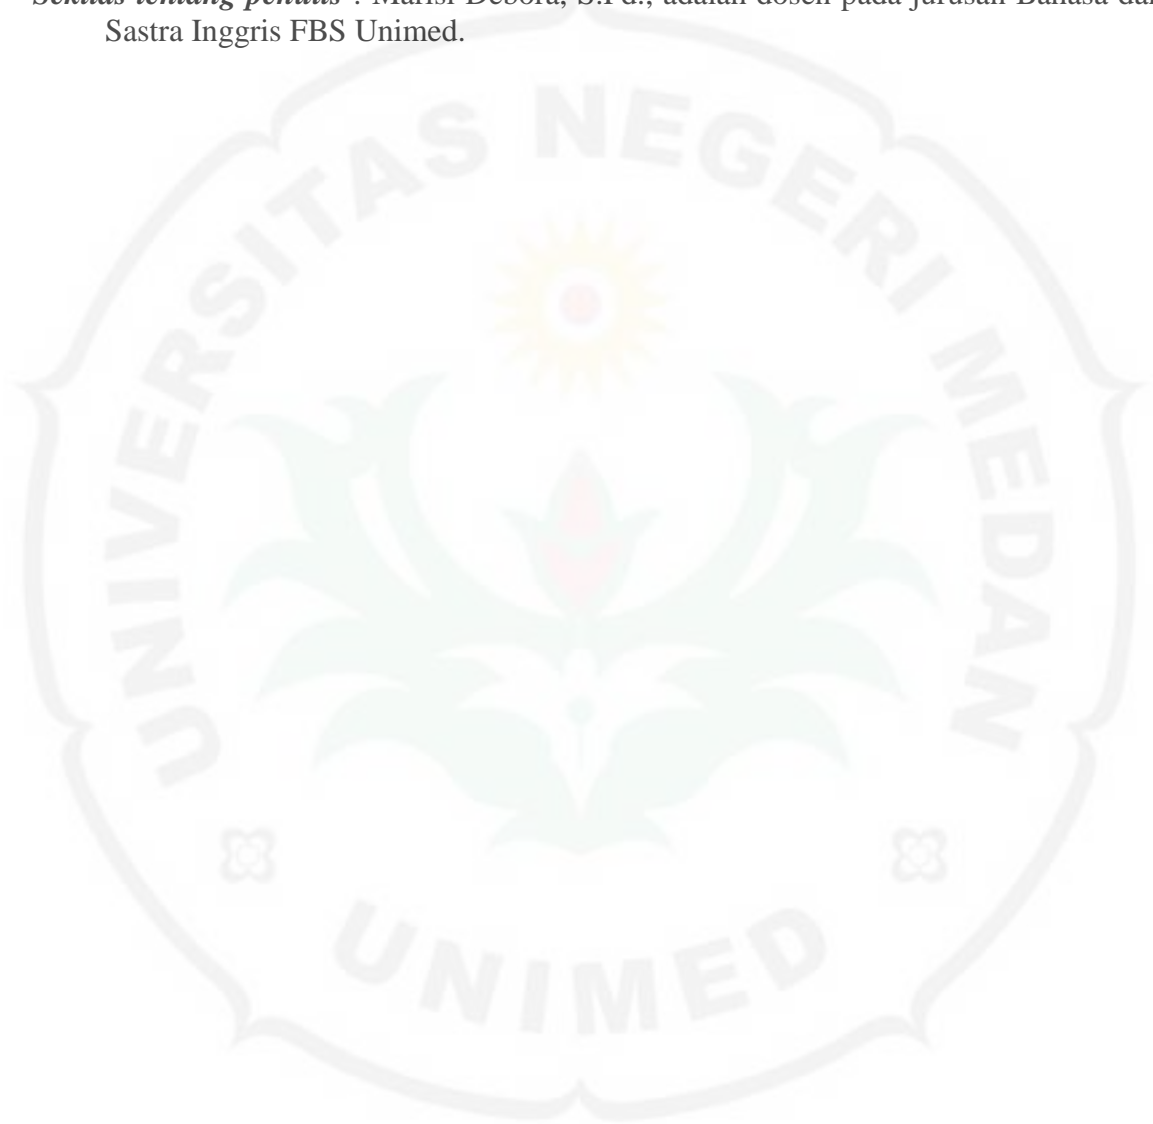 Sekilas tentang penulis : Marisi Debora, S.Pd., adalah dosen pada jurusan Bahasa dan
Sastra Inggris FBS Unimed.
UNIVERSITAS NEGERI MEDAN
UNIMED